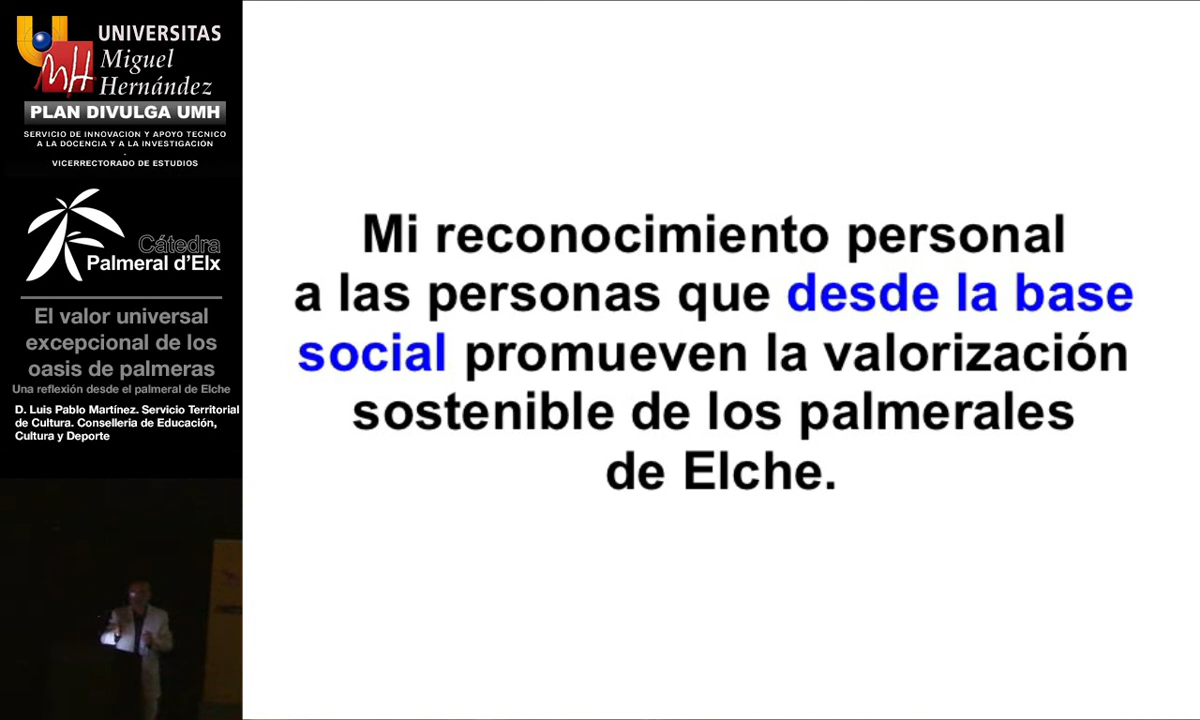 UNIVERSITAS
Miguel
Hernández
PLAN DIVULGA UMH
SERVICIO DE INNOVACION Y APOYO TECNICO
A LA DOCENCIA Y A LA INVESTIGACION
-
VICERRECTORADO DE ESTUDIOS
Cátedra
Palmeral d'Elx
El valor universal
excepcional de los
oasis de palmeras
Una reflexión desde el palmeral de Elche
D. Luis Pablo Martínez. Servicio Territorial
de Cultura. Conselleria de Educación,
Cultura y Deporte
Mi reconocimiento personal
a las personas que desde la base
social promueven la valorización
sostenible de los palmerales
de Elche.